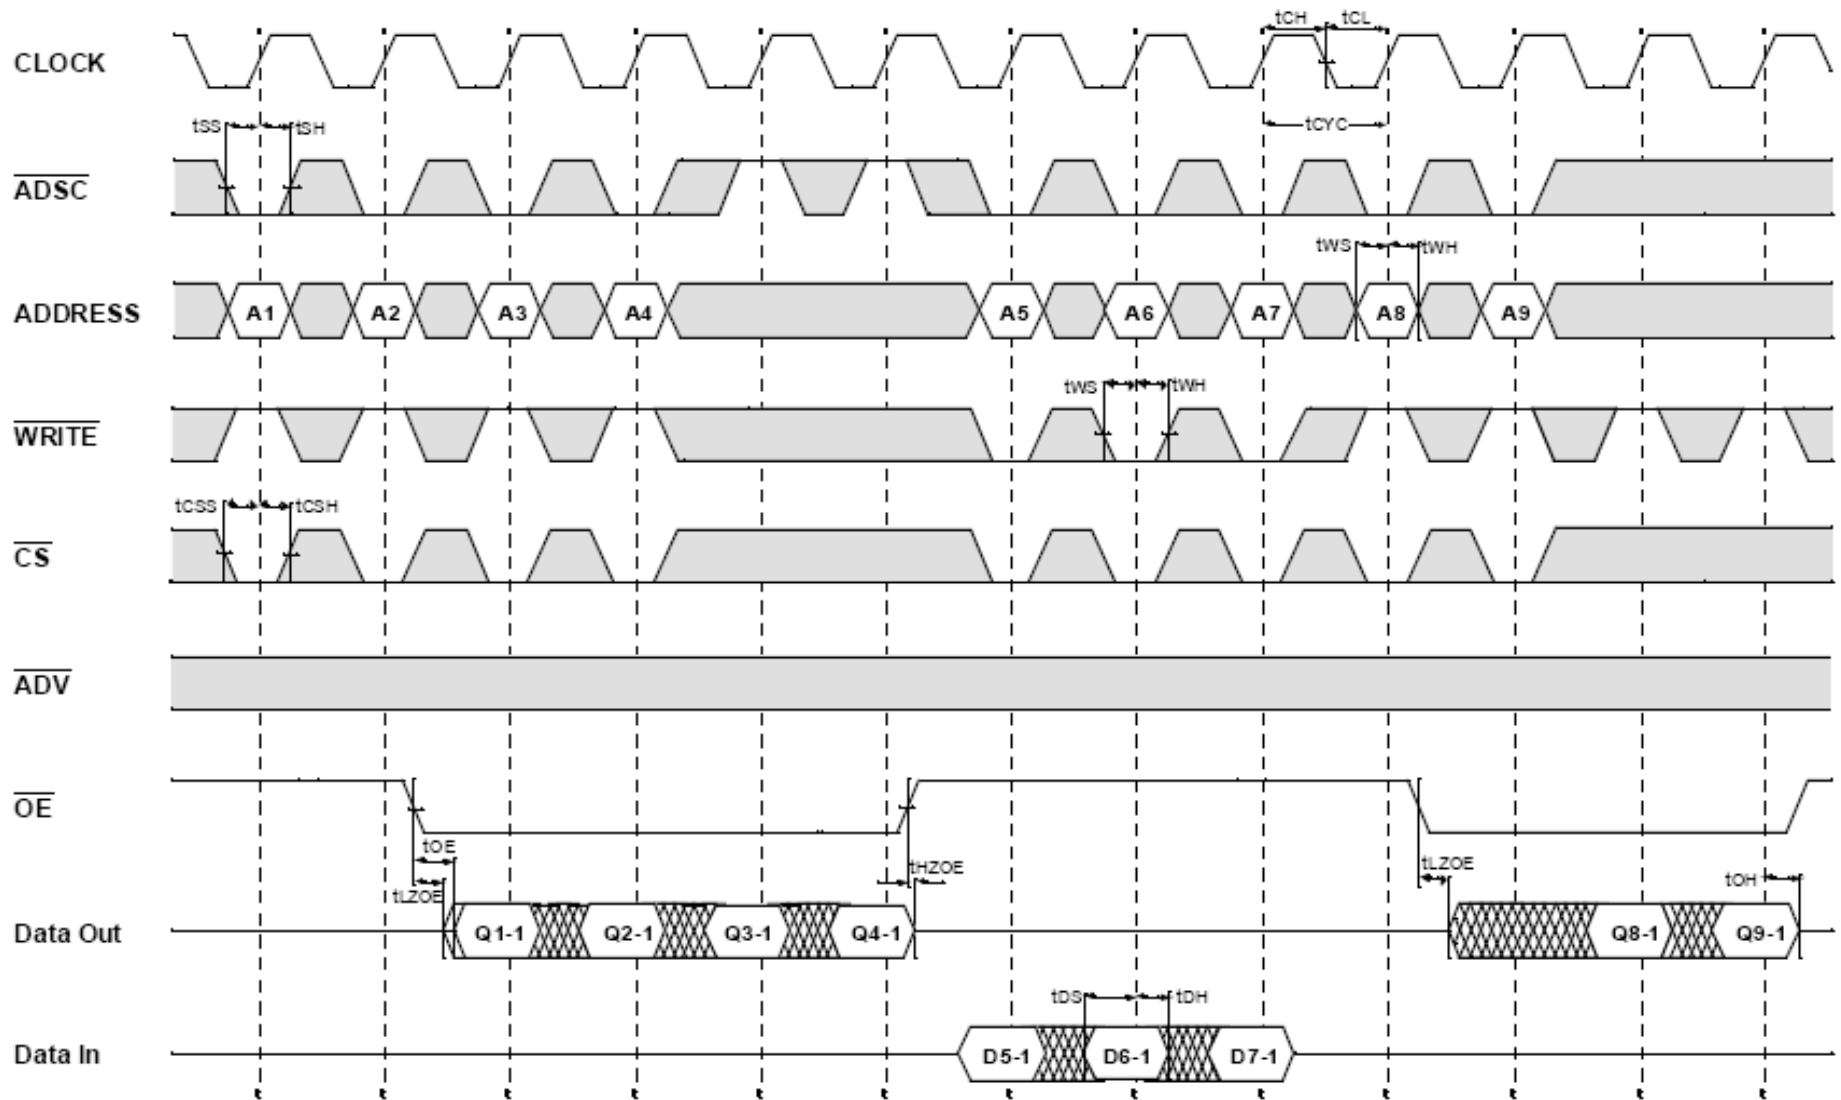 tCH tCL
CLOCK
tSS tSH tCYC
ADSC
tWS tWH
ADDRESS A1 A2 A3 A4 A5 A6 A7 A8 A9
tWS tWH
WRITE
tCSS tCSH
CS
ADV
OE
tOE tHZOE tLZOE
tLZOE tOH
Data Out Q1-1 Q2-1 Q3-1 Q4-1 Q8-1 Q9-1
tDS tDH
Data In D5-1 D6-1 D7-1
t t t t t t t t t t t t t